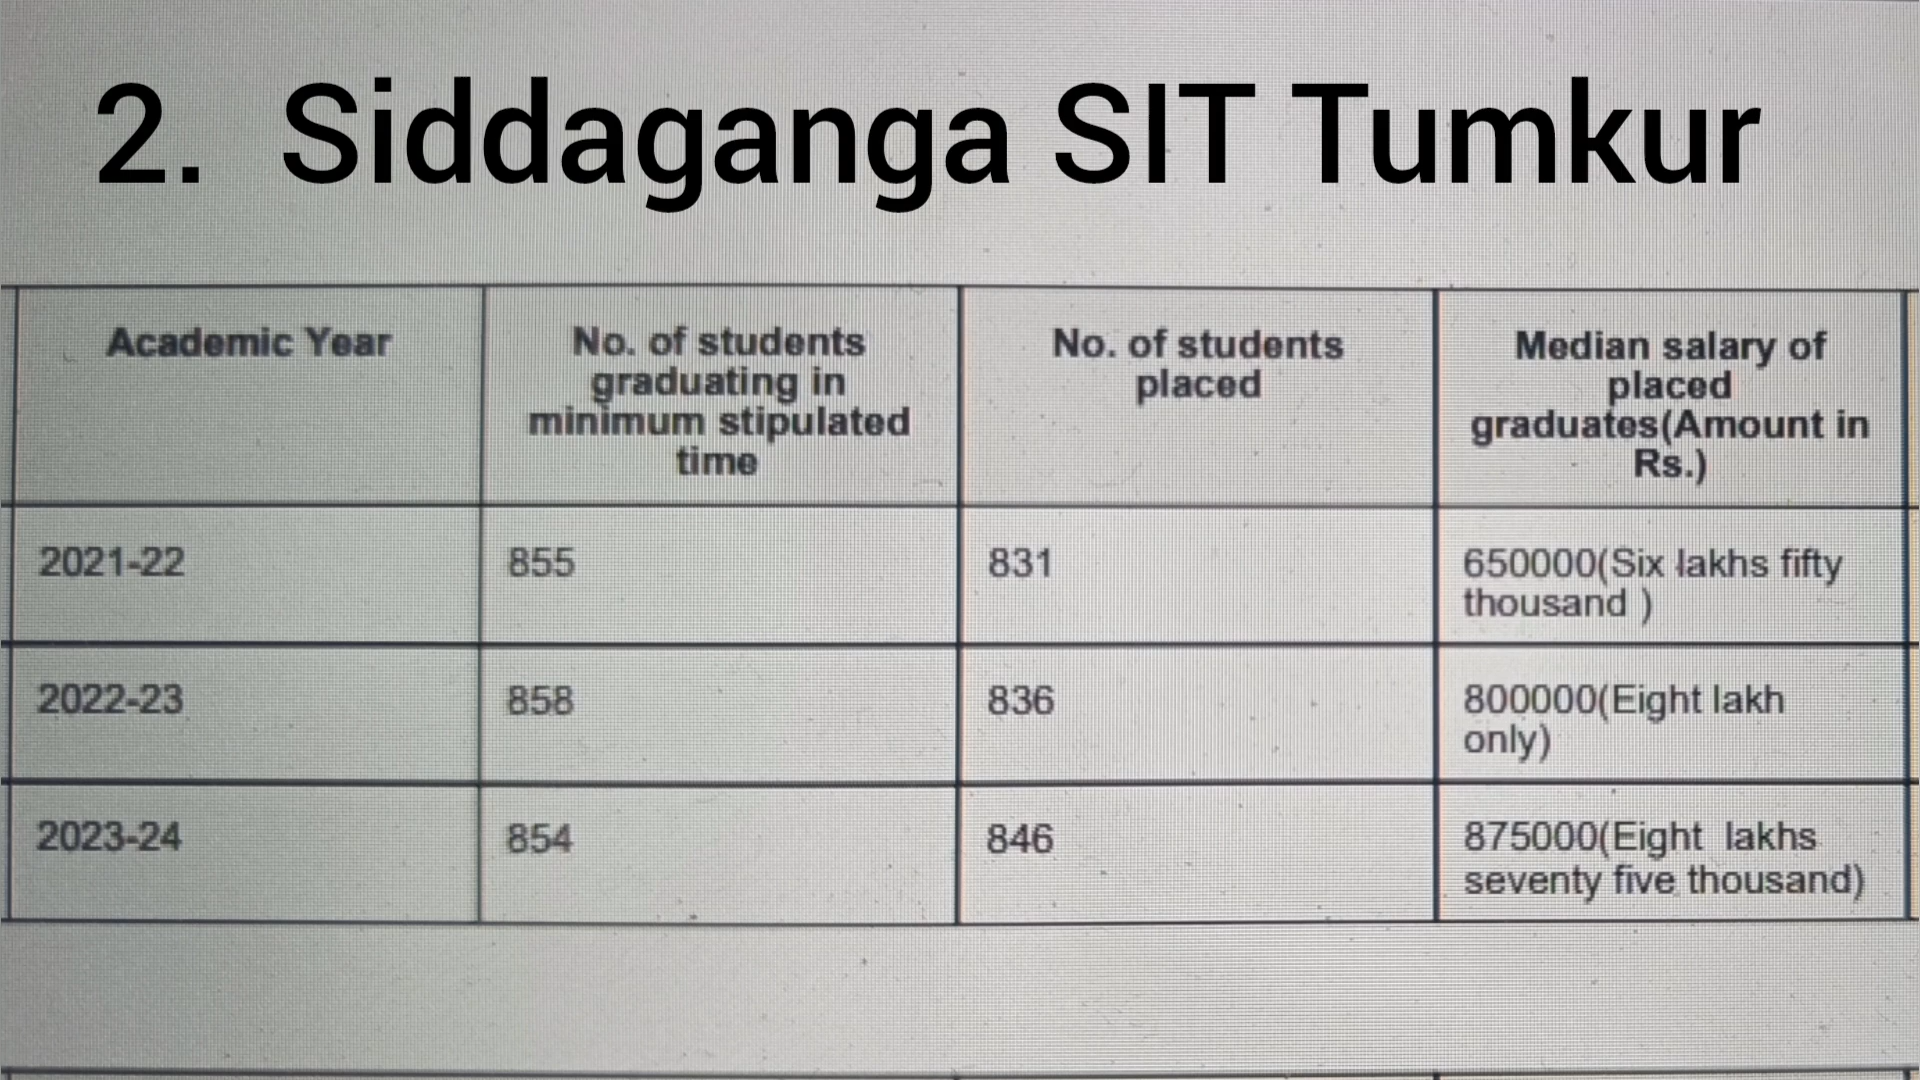 2. Siddaganga SIT Tumkur
Academic Year
No. of students
graduating in
minimum stipulated
time
No. of students
placed
Median salary of
placed
graduates(Amount in
Rs.)
2021-22
855
831
650000(Six lakhs fifty
thousand )
2022-23
858
836
800000(Eight lakh
only)
2023-24
854
846
875000(Eight lakhs
seventy five thousand)